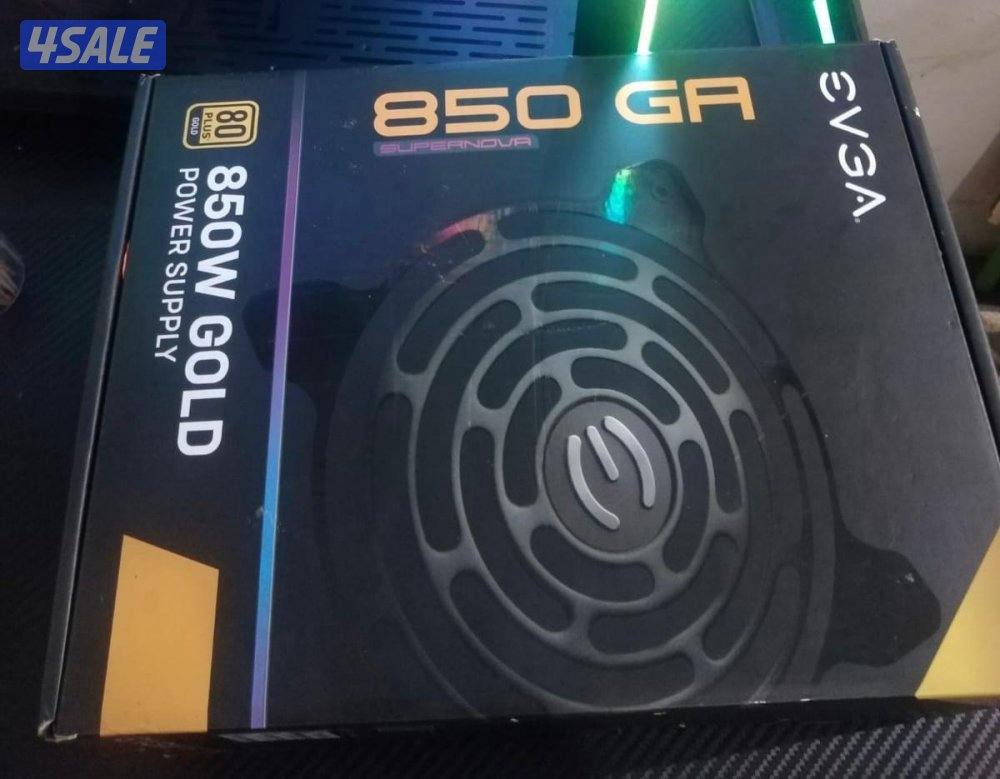 4SALE
850 GA
SUPERNOVA
EVGA
80
PLUS
GOLD
850W GOLD
POWER SUPPLY